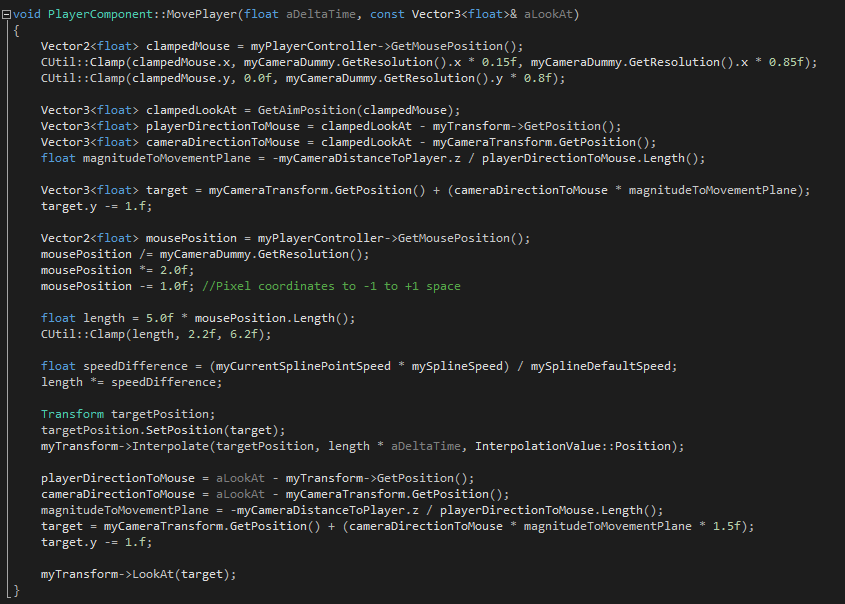 void PlayerComponent::MovePlayer(float aDeltaTime, const Vector3<float>& aLookAt)
{
    Vector2<float> clampedMouse = myPlayerController->GetMousePosition();
    CUtil::Clamp(clampedMouse.x, myCameraDummy.GetResolution().x * 0.15f, myCameraDummy.GetResolution().x * 0.85f);
    CUtil::Clamp(clampedMouse.y, 0.0f, myCameraDummy.GetResolution().y * 0.8f);

    Vector3<float> clampedLookAt = GetAimPosition(clampedMouse);
    Vector3<float> playerDirectionToMouse = clampedLookAt - myTransform->GetPosition();
    Vector3<float> cameraDirectionToMouse = clampedLookAt - myCameraTransform.GetPosition();
    float magnitudeToMovementPlane = -myCameraDistanceToPlayer.z / playerDirectionToMouse.Length();

    Vector3<float> target = myCameraTransform.GetPosition() + (cameraDirectionToMouse * magnitudeToMovementPlane);
    target.y -= 1.f;

    Vector2<float> mousePosition = myPlayerController->GetMousePosition();
    mousePosition /= myCameraDummy.GetResolution();
    mousePosition *= 2.0f;
    mousePosition -= 1.0f; //Pixel coordinates to -1 to +1 space

    float length = 5.0f * mousePosition.Length();
    CUtil::Clamp(length, 2.2f, 6.2f);

    float speedDifference = (myCurrentSplinePointSpeed * mySplineSpeed) / mySplineDefaultSpeed;
    length *= speedDifference;

    Transform targetPosition;
    targetPosition.SetPosition(target);
    myTransform->Interpolate(targetPosition, length * aDeltaTime, InterpolationValue::Position);

    playerDirectionToMouse = aLookAt - myTransform->GetPosition();
    cameraDirectionToMouse = aLookAt - myCameraTransform.GetPosition();
    magnitudeToMovementPlane = -myCameraDistanceToPlayer.z / playerDirectionToMouse.Length();
    target = myCameraTransform.GetPosition() + (cameraDirectionToMouse * magnitudeToMovementPlane * 1.5f);
    target.y -= 1.f;

    myTransform->LookAt(target);
}